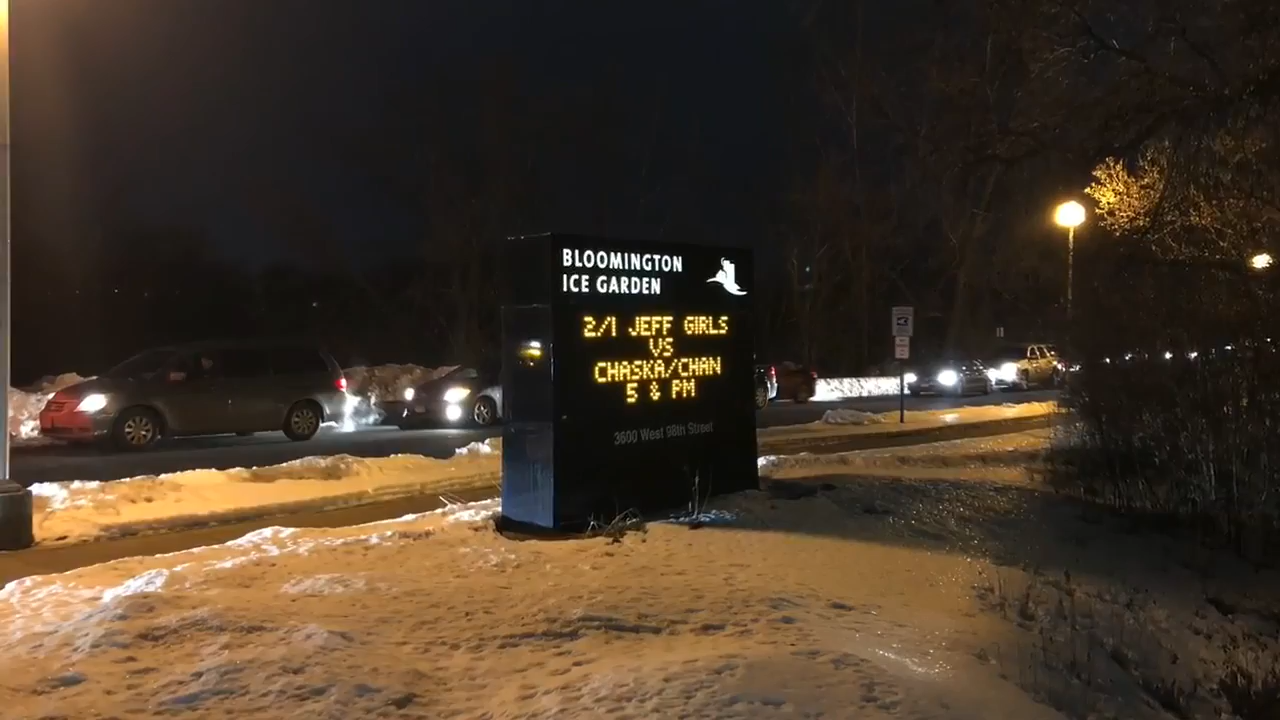 BLOOMINGTON
ICE GARDEN
2/1 JEFF GIRLS
VS
CHASKA/CHAN
5 & PM
3600 West 98th Street